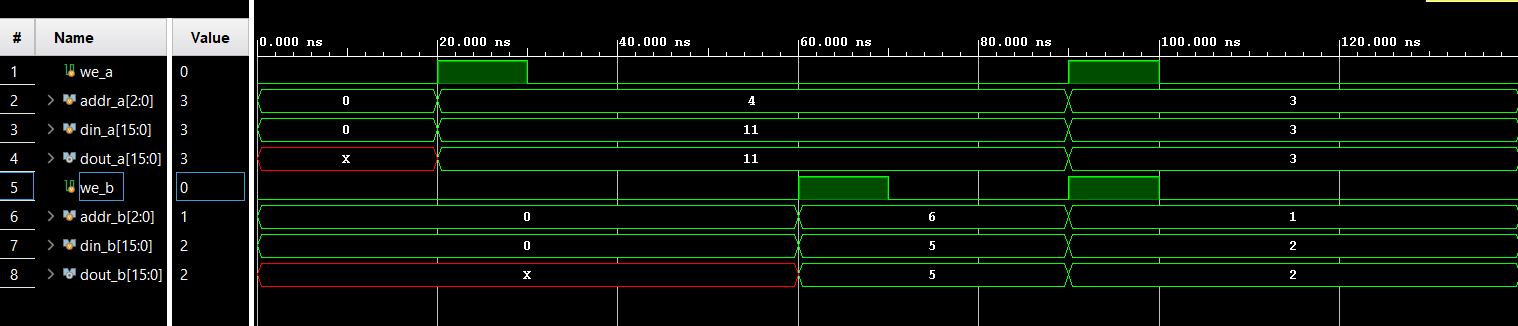 # Name Value 0.000 ns 20.000 ns 40.000 ns 60.000 ns 80.000 ns 100.000 ns 120.000 ns
1 we_a 0
2 addr_a[2:0] 3 0 4 3
3 din_a[15:0] 3 0 11 3
4 dout_a[15:0] 3 X 11 3
5 we_b 0
6 addr_b[2:0] 1 0 6 1
7 din_b[15:0] 2 0 5 2
8 dout_b[15:0] 2 X 5 2